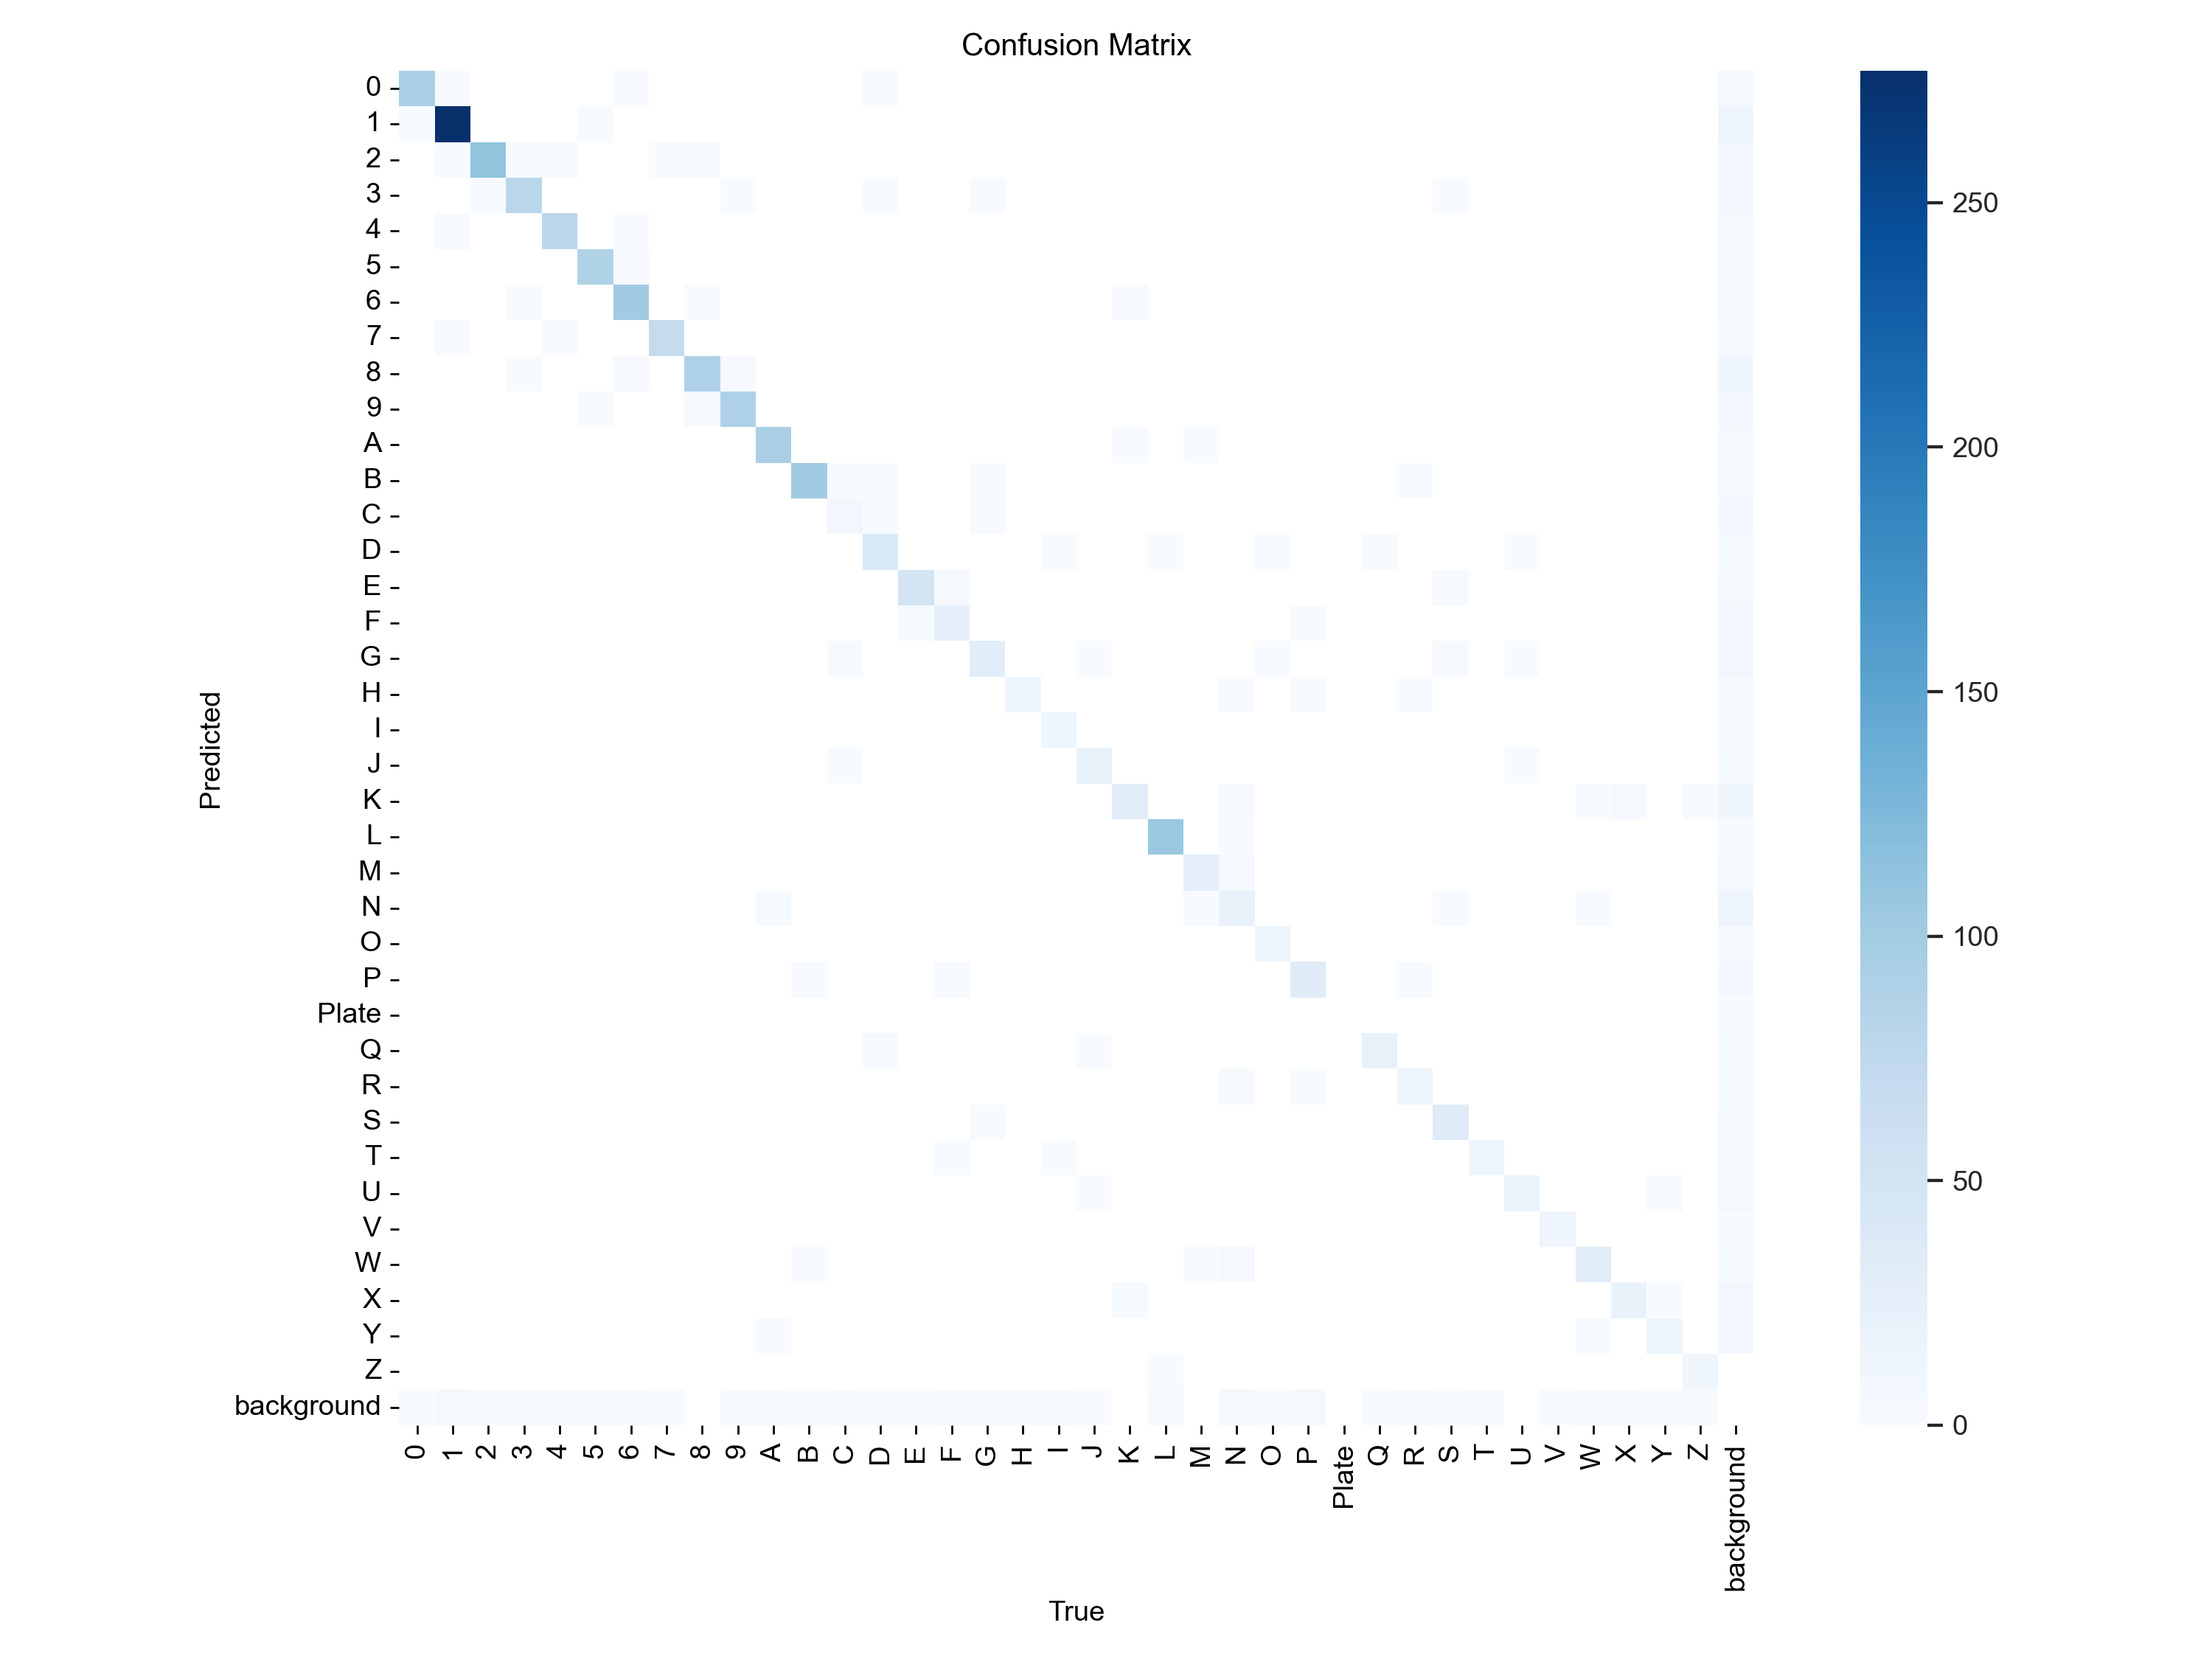 Confusion Matrix
0
1
2
3
4
5
6
7
8
9
A
B
C
D
E
F
G
H
I
J
K
L
M
N
O
P
Plate
Q
R
S
T
U
V
W
X
Y
Z
background
Predicted
0 1 2 3 4 5 6 7 8 9 A B C D E F G H I J K L M N O P Plate Q R S T U V W X Y Z background
True
250
200
150
100
50
0